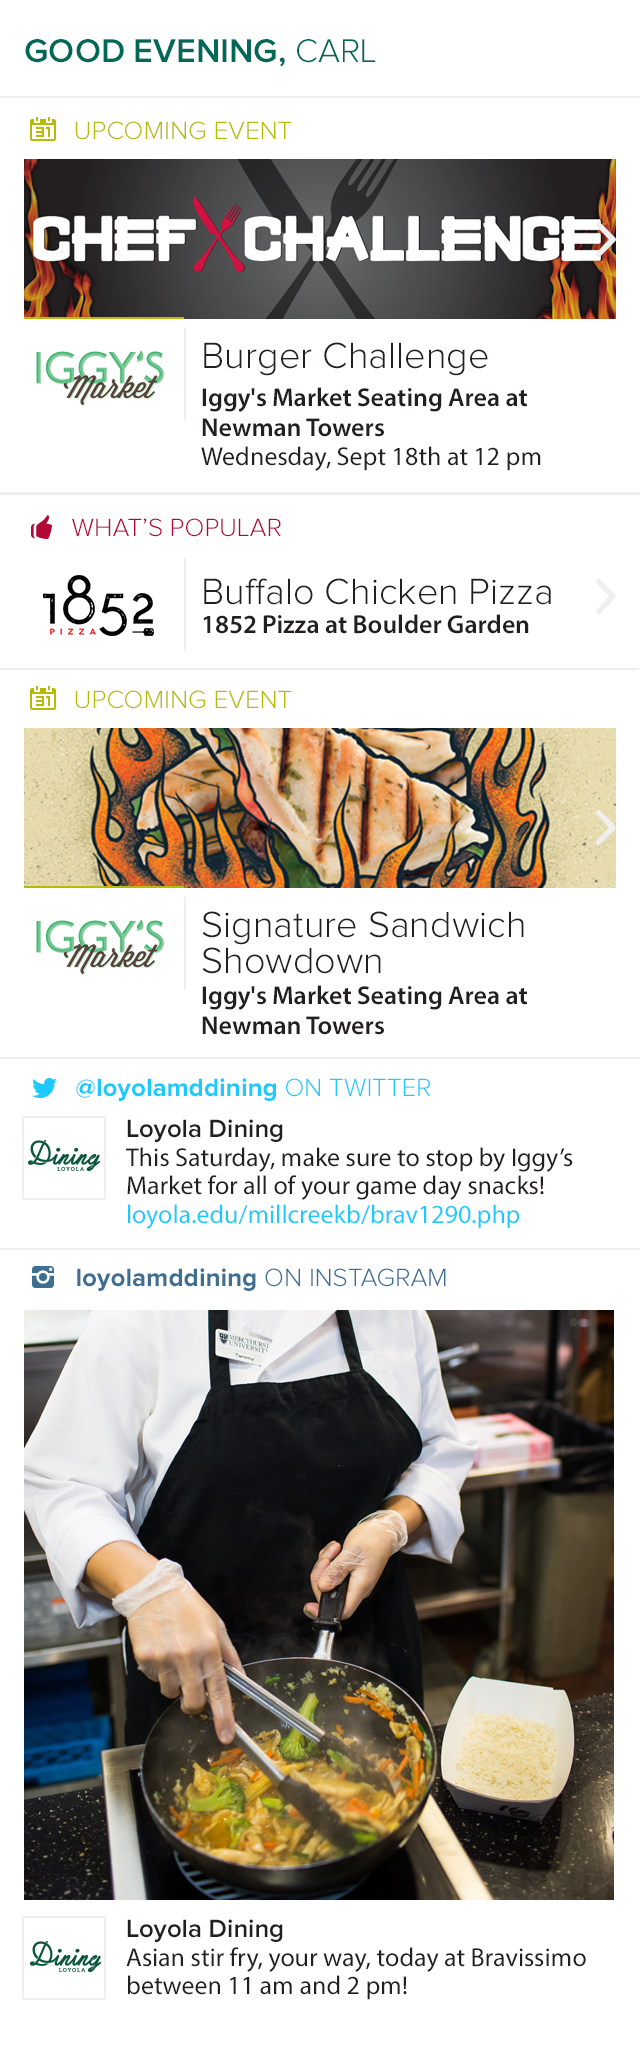 GOOD EVENING, CARL
31 UPCOMING EVENT
CHEF CHALLENGE
IGGY'S
Market
Burger Challenge
Iggy's Market Seating Area at
Newman Towers
Wednesday, Sept 18th at 12 pm
WHAT'S POPULAR
1852
PIZZA
Buffalo Chicken Pizza
1852 Pizza at Boulder Garden
31 UPCOMING EVENT
IGGY'S
Market
Signature Sandwich
Showdown
Iggy's Market Seating Area at
Newman Towers
@loyolamddining ON TWITTER
Dining
LOYOLA
Loyola Dining
This Saturday, make sure to stop by Iggy’s
Market for all of your game day snacks!
loyola.edu/millcreekb/brav1290.php
loyolamddining ON INSTAGRAM
MERCYHURST
UNIVERSITY
Tammy
Dining
LOYOLA
Loyola Dining
Asian stir fry, your way, today at Bravissimo
between 11 am and 2 pm!